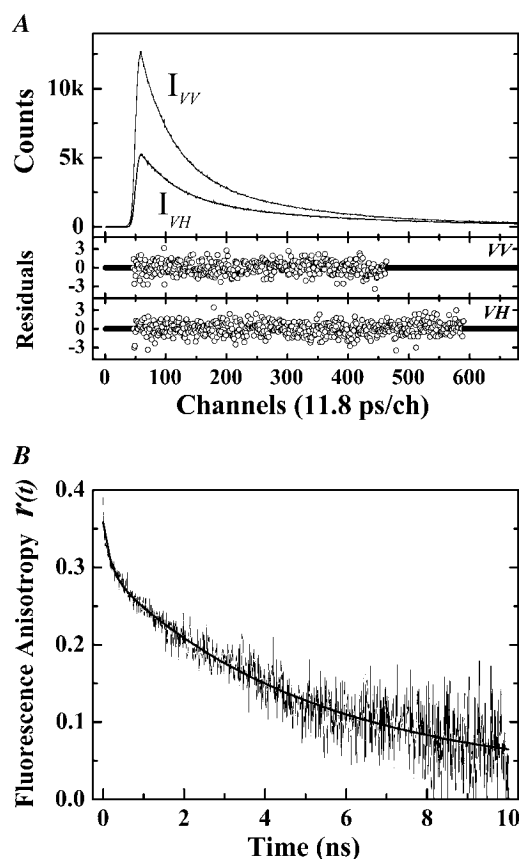 A
Counts
10k
5k
0
I VV
I VH
Residuals
3
0
-3
VV
3
0
-3
VH
0 100 200 300 400 500 600
Channels (11.8 ps/ch)
B
Fluorescence Anisotropy r(t)
0.4
0.3
0.2
0.1
0.0
0 2 4 6 8 10
Time (ns)